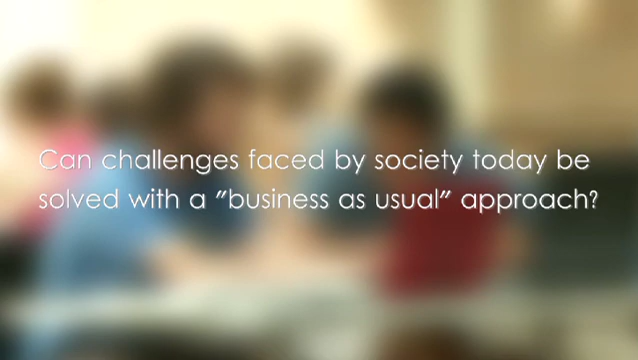 Can challenges faced by society today be
solved with a "business as usual" approach?